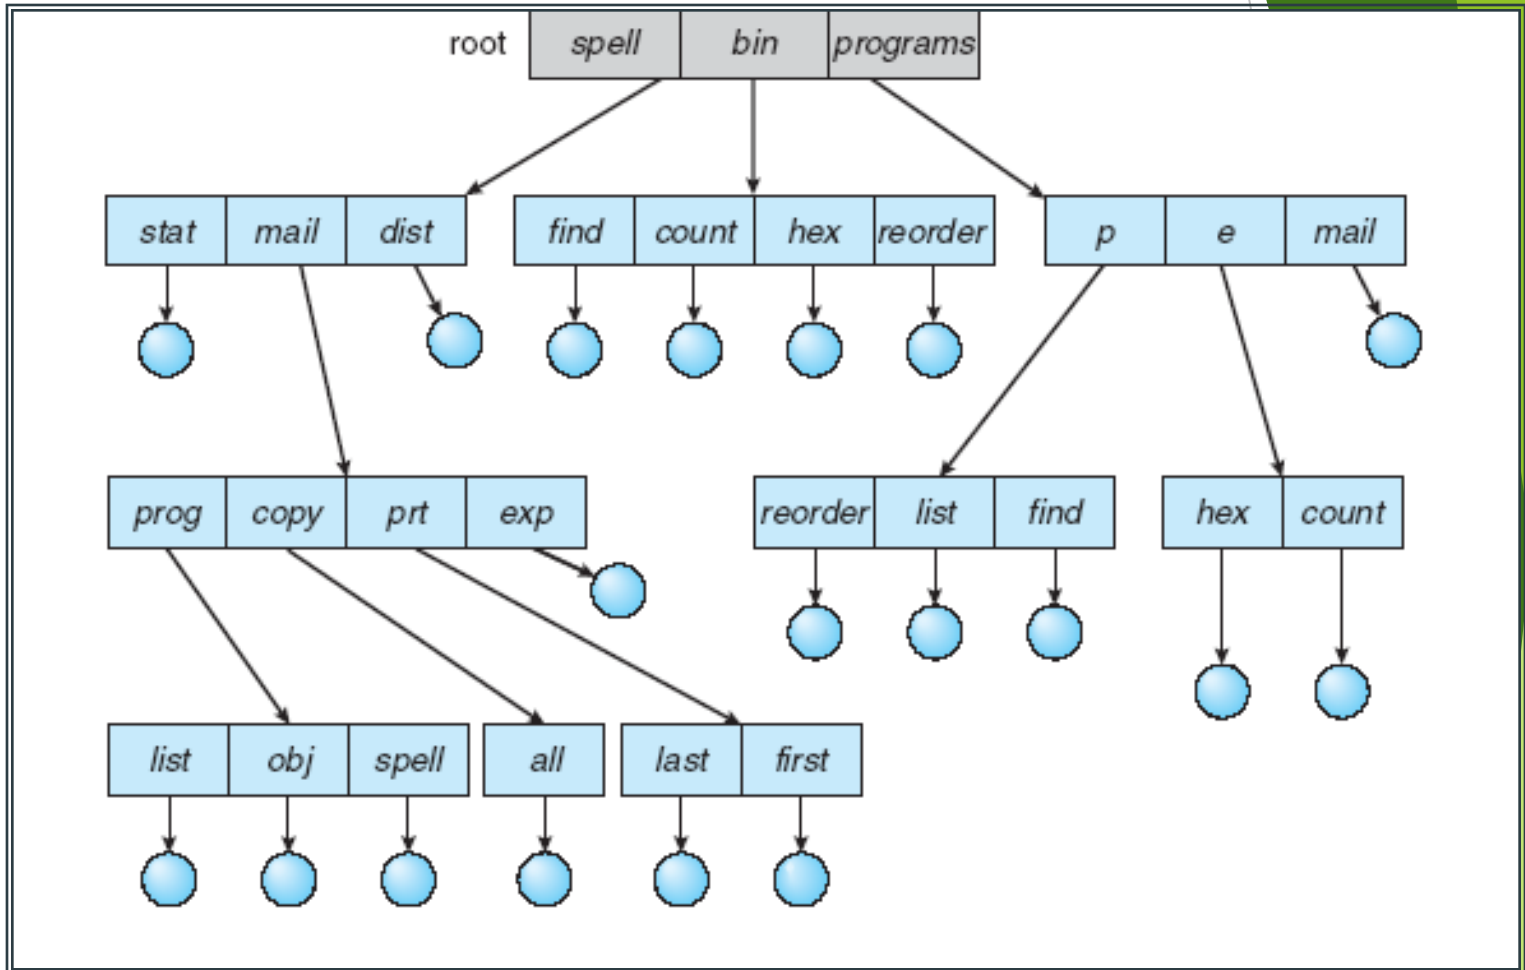 root spell bin programs
stat mail dist find count hex reorder p e mail
prog copy prt exp reorder list find hex count
list obj spell all last first